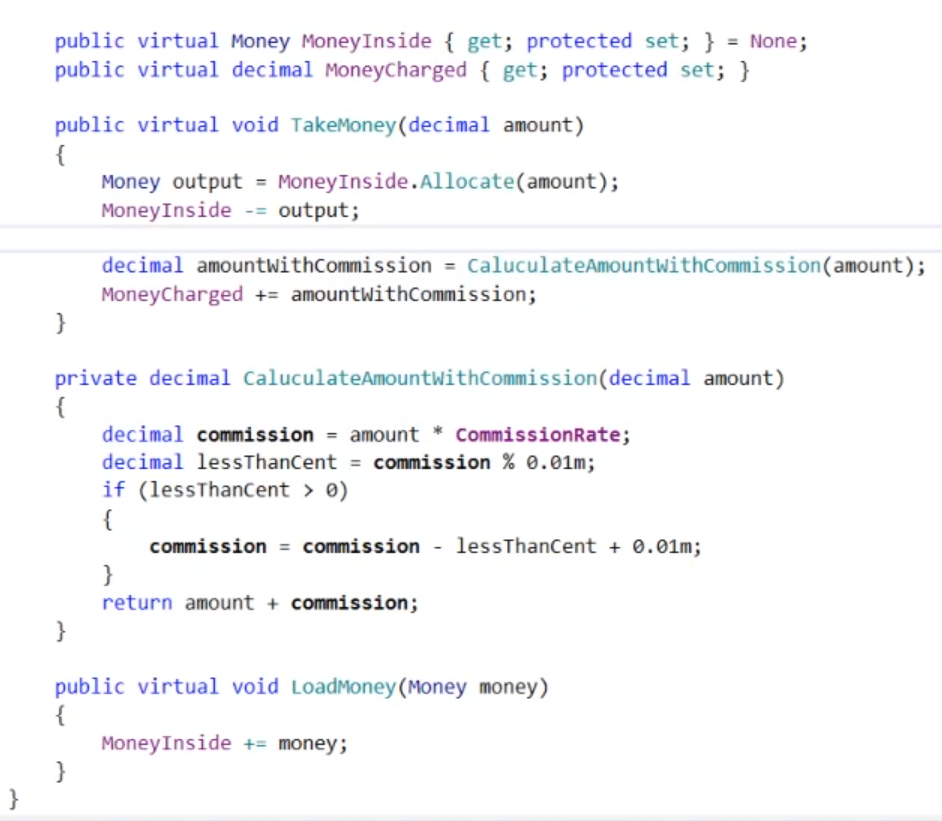 public virtual Money MoneyInside { get; protected set; } = None;
public virtual decimal MoneyCharged { get; protected set; }
public virtual void TakeMoney(decimal amount)
{
Money output = MoneyInside.Allocate(amount);
MoneyInside -= output;
decimal amountWithCommission = CaluculateAmountWithCommission(amount);
MoneyCharged += amountWithCommission;
}
private decimal CaluculateAmountWithCommission(decimal amount)
{
decimal commission = amount * CommissionRate;
decimal lessThanCent = commission % 0.01m;
if (lessThanCent > 0)
{
commission = commission - lessThanCent + 0.01m;
}
return amount + commission;
}
public virtual void LoadMoney(Money money)
{
MoneyInside += money;
}
}